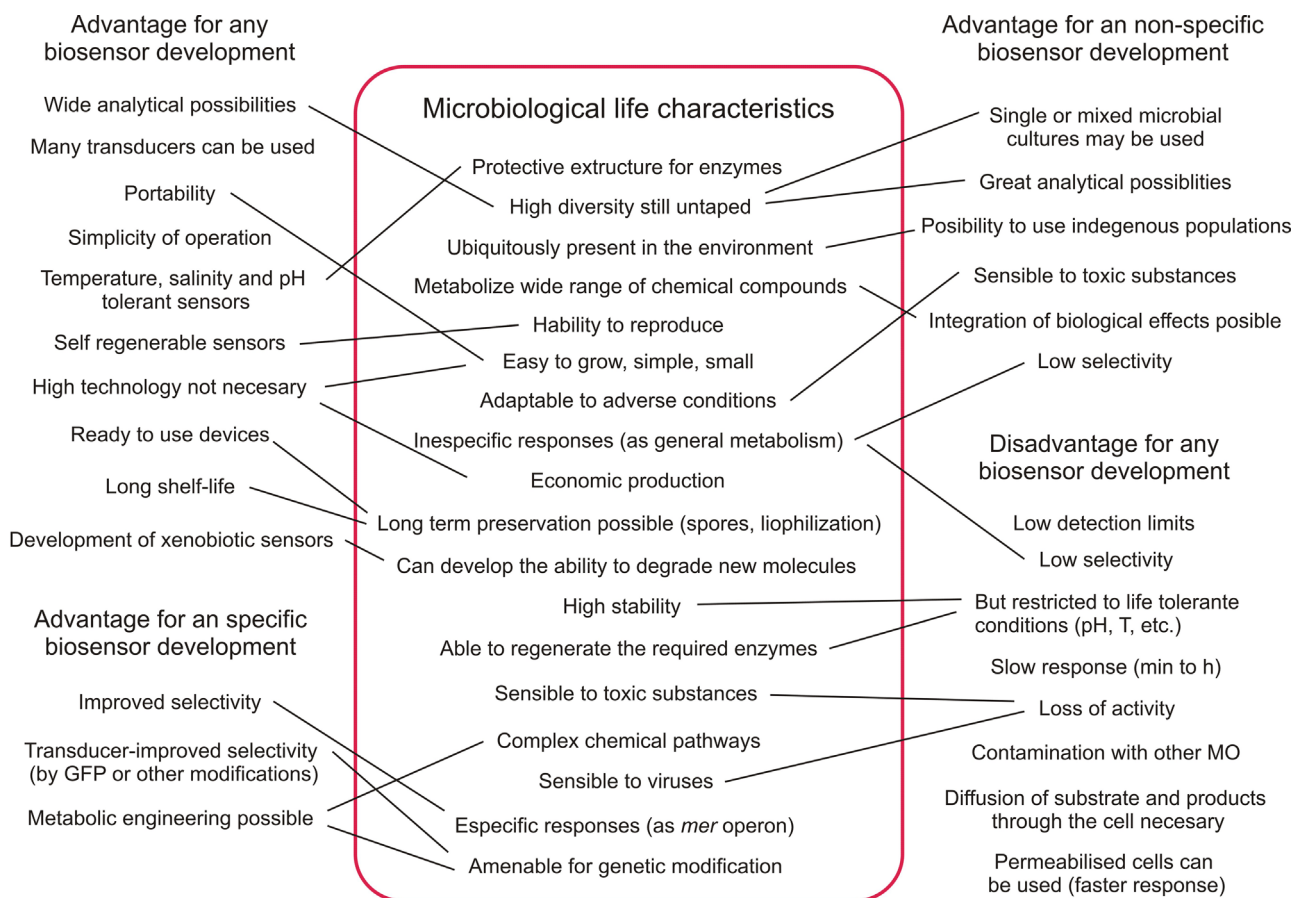 Advantage for any
biosensor development
Wide analytical possibilities
Many transducers can be used
Portability
Simplicity of operation
Temperature, salinity and pH
tolerant sensors
Self regenerable sensors
High technology not necesary
Ready to use devices
Long shelf-life
Development of xenobiotic sensors
Advantage for an specific
biosensor development
Improved selectivity
Transducer-improved selectivity
(by GFP or other modifications)
Metabolic engineering possible
Microbiological life characteristics
Protective extructure for enzymes
High diversity still untaped
Ubiquitously present in the environment
Metabolize wide range of chemical compounds
Hability to reproduce
Easy to grow, simple, small
Adaptable to adverse conditions
Inespecific responses (as general metabolism)
Economic production
Long term preservation possible (spores, liophilization)
Can develop the ability to degrade new molecules
High stability
Able to regenerate the required enzymes
Sensible to toxic substances
Complex chemical pathways
Sensible to viruses
Especific responses (as mer operon)
Amenable for genetic modification
Advantage for an non-specific
biosensor development
Single or mixed microbial
cultures may be used
Great analytical possiblities
Posibility to use indegenous populations
Sensible to toxic substances
Integration of biological effects posible
Low selectivity
Disadvantage for any
biosensor development
Low detection limits
Low selectivity
But restricted to life tolerante
conditions (pH, T, etc.)
Slow response (min to h)
Loss of activity
Contamination with other MO
Diffusion of substrate and products
through the cell necesary
Permeabilised cells can
be used (faster response)